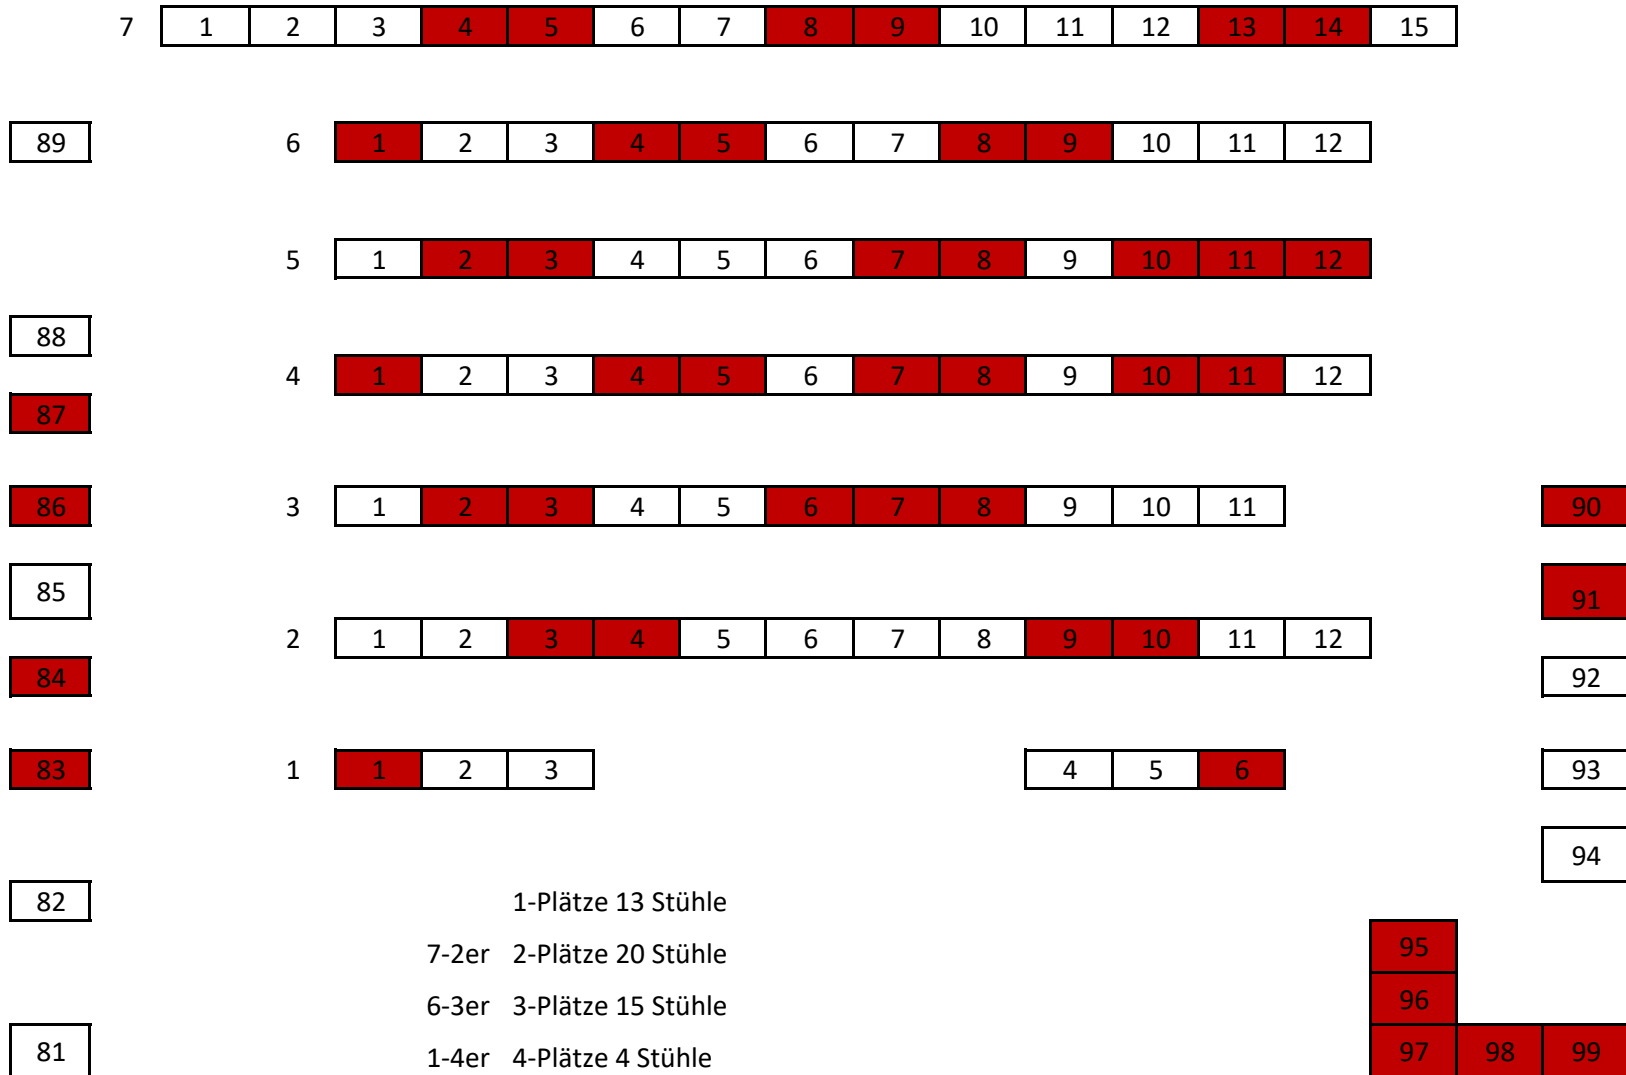 7 1 2 3 4 5 6 7 8 9 10 11 12 13 14 15
89 6 1 2 3 4 5 6 7 8 9 10 11 12
5 1 2 3 4 5 6 7 8 9 10 11 12
88
4 1 2 3 4 5 6 7 8 9 10 11 12
87
86 3 1 2 3 4 5 6 7 8 9 10 11 90
85 91
2 1 2 3 4 5 6 7 8 9 10 11 12
84 92
83 1 1 2 3 4 5 6 93
94
82 1-Plätze 13 Stühle
7-2er 2-Plätze 20 Stühle 95
6-3er 3-Plätze 15 Stühle 96
81 1-4er 4-Plätze 4 Stühle 97 98 99